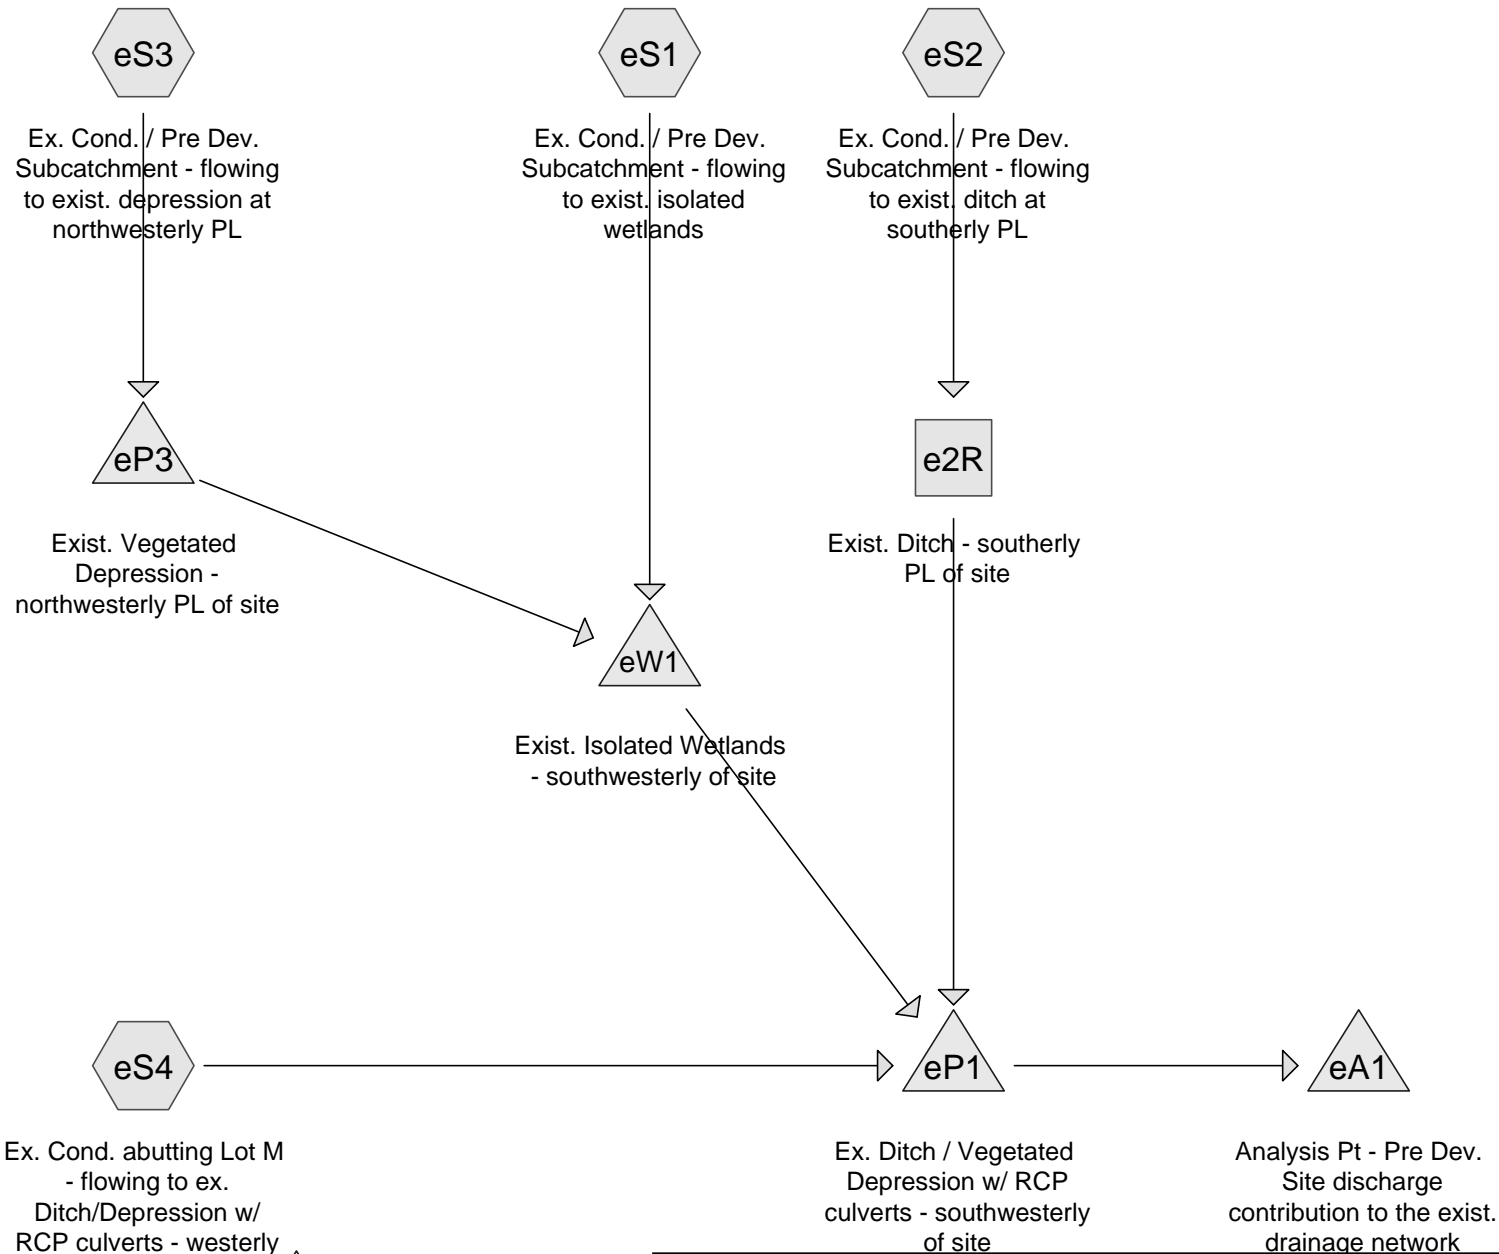 eS3
Ex. Cond. / Pre Dev.
Subcatchment - flowing
to exist. depression at
northwesterly PL
eS1
Ex. Cond. / Pre Dev.
Subcatchment - flowing
to exist. isolated
wetlands
eS2
Ex. Cond. / Pre Dev.
Subcatchment - flowing
to exist. ditch at
southerly PL
eP3
Exist. Vegetated
Depression -
northwesterly PL of site
e2R
Exist. Ditch - southerly
PL of site
eW1
Exist. Isolated Wetlands
- southwesterly of site
eS4
Ex. Cond. abutting Lot M
- flowing to ex.
Ditch/Depression w/
RCP culverts - westerly
eP1
Ex. Ditch / Vegetated
Depression w/ RCP
culverts - southwesterly
of site
eA1
Analysis Pt - Pre Dev.
Site discharge
contribution to the exist.
drainage network